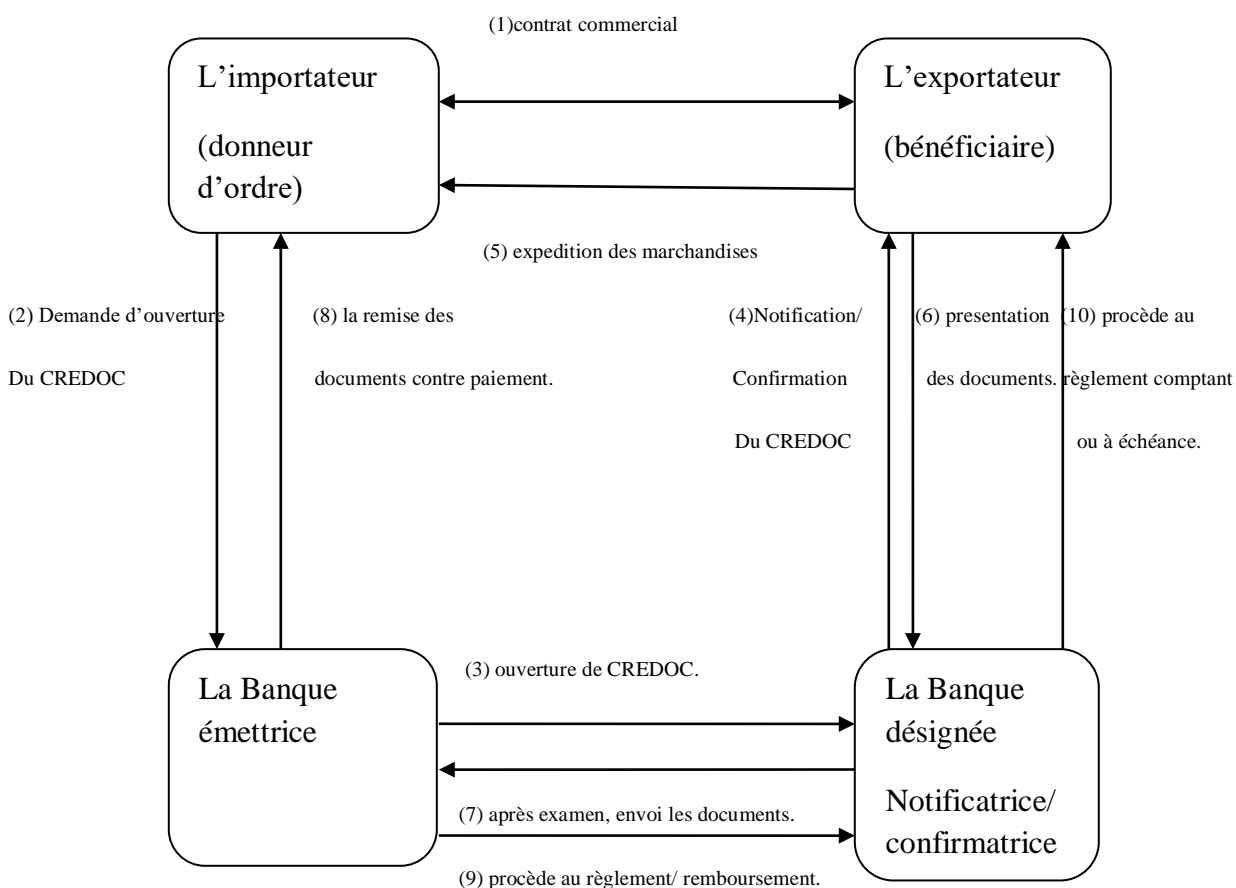 (1)contrat commercial
L’importateur
(donneur
d’ordre)
L’exportateur
(bénéficiaire)
(5) expedition des marchandises
(2) Demande d’ouverture
Du CREDOC
(8) la remise des
documents contre paiement.
(4)Notification/
Confirmation
Du CREDOC
(6) presentation
des documents.
(10) procède au
règlement comptant
ou à échéance.
La Banque
émettrice
(3) ouverture de CREDOC.
(7) après examen, envoi les documents.
(9) procède au règlement/ remboursement.
La Banque
désignée
Notificatrice/
confirmatrice